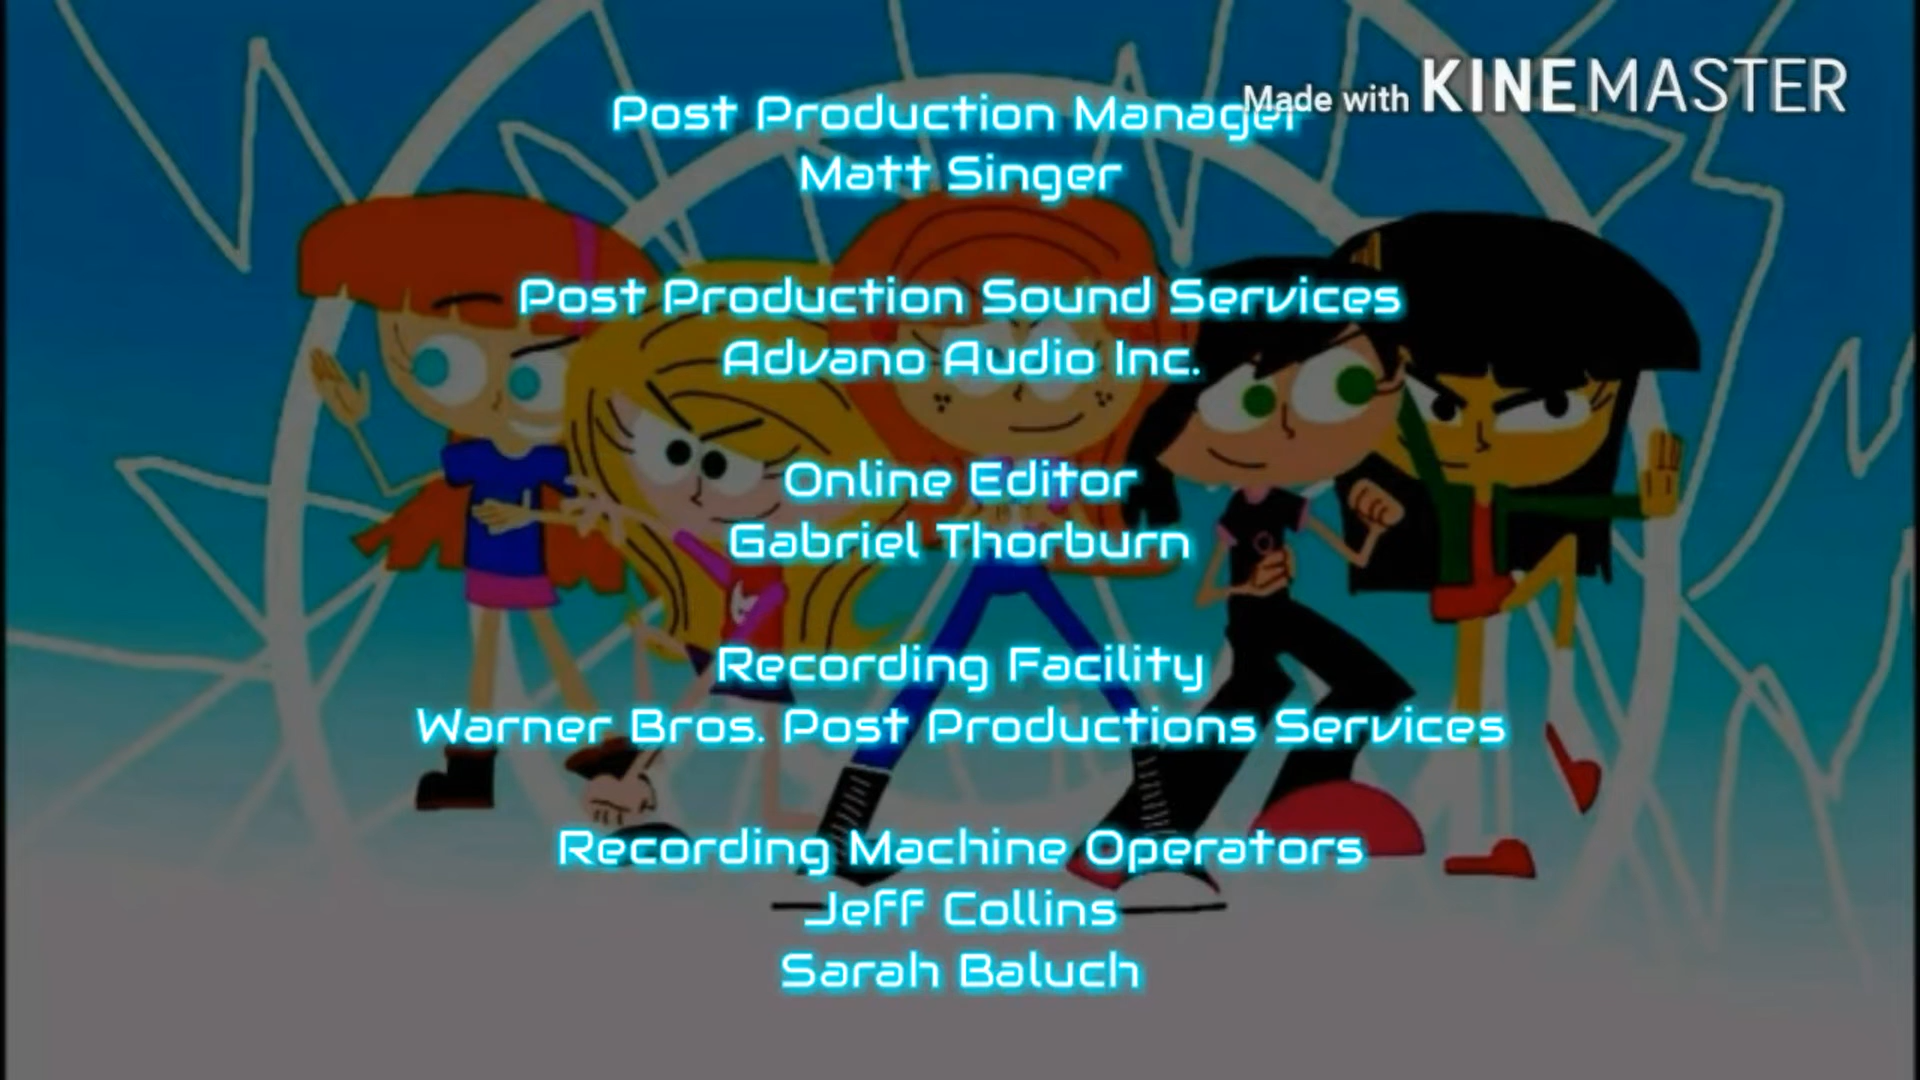 Made with KINEMASTER
Post Production Manager
Matt Singer
Post Production Sound Services
Advano Audio Inc.
Online Editor
Gabriel Thorburn
Recording Facility
Warner Bros. Post Productions Services
Recording Machine Operators
Jeff Collins
Sarah Baluch